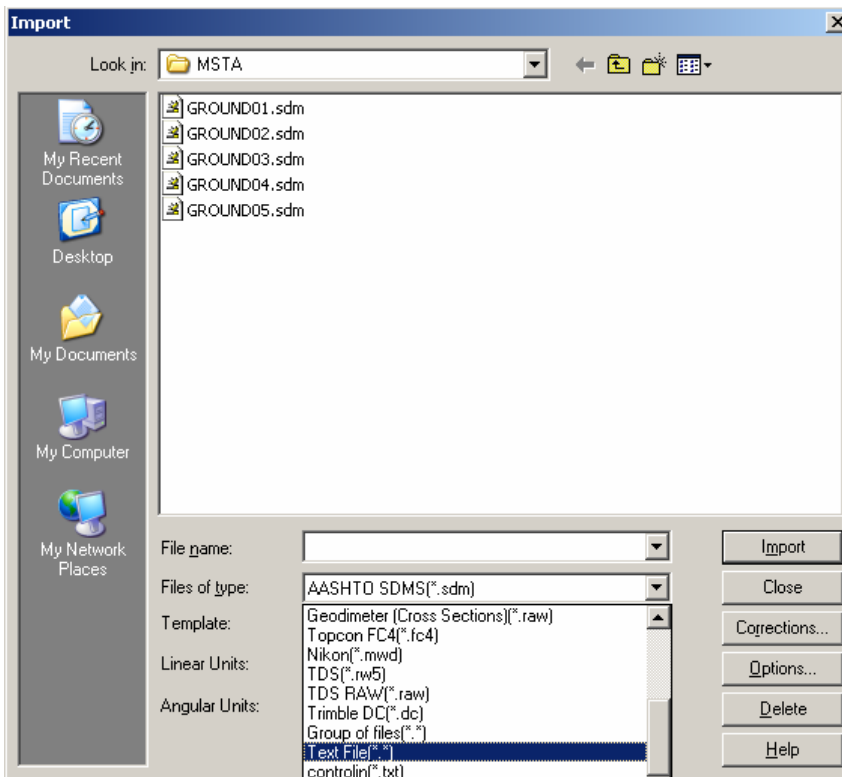 Import
Look in: MSTA
GROUND01.sdm
GROUND02.sdm
GROUND03.sdm
GROUND04.sdm
GROUND05.sdm
My Recent
Documents
Desktop
My Documents
My Computer
My Network
Places
File name:
Import
Files of type: AASHTO SDMS(*.sdm)
Close
Template:
Linear Units:
Angular Units:
Geodimeter (Cross Sections)(*.raw)
Topcon FC4(*.fc4)
Nikon(*.mwd)
TDS(*.rw5)
TDS RAW(*.raw)
Trimble DC(*.dc)
Group of files(*.*)
Text File(*.*)
controlin(*.txt)
Corrections...
Options...
Delete
Help